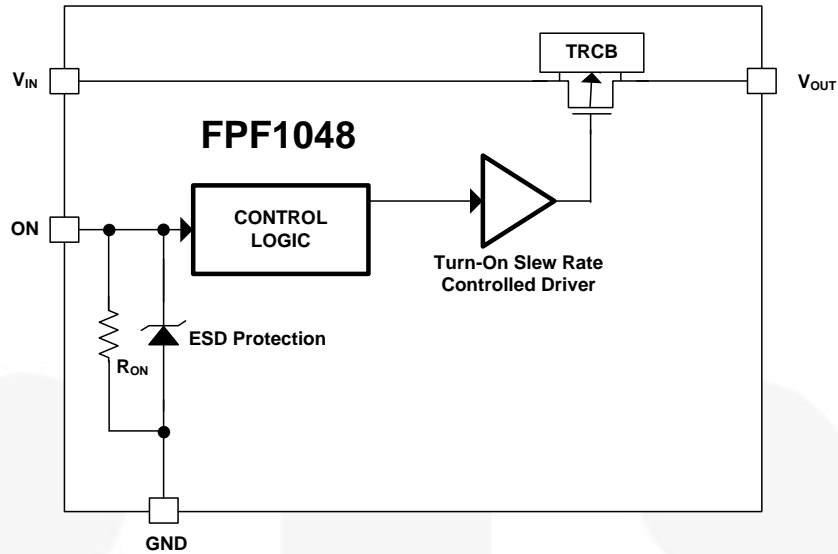 TRCB
VIN
VOUT
FPF1048
ON
CONTROL
LOGIC
Turn-On Slew Rate
Controlled Driver
ESD Protection
RON
GND